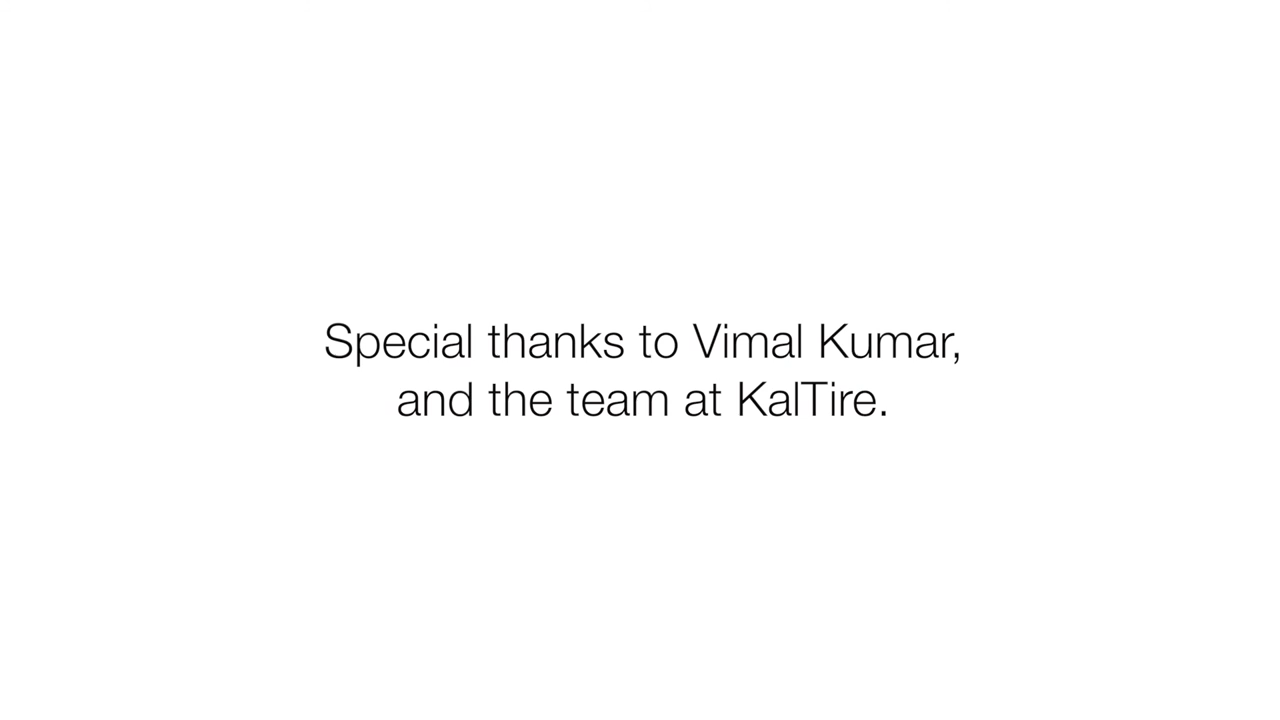 Special thanks to Vimal Kumar,
and the team at KalTire.